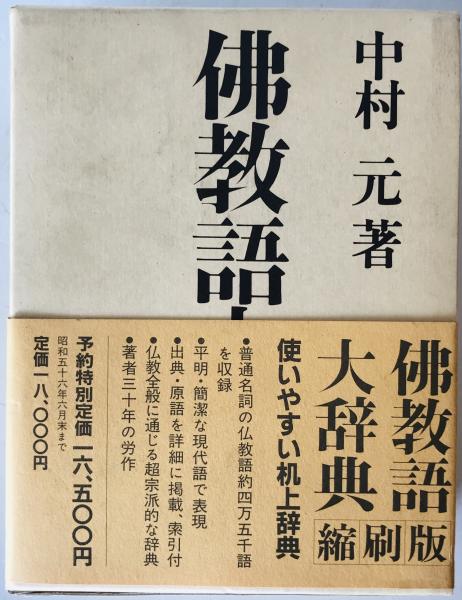 中村 元著
佛教語
佛教語
大辞典
縮刷版
使いやすい机上辞典
●普通名詞の仏教語約四万五千語
を収録
●平明・簡潔な現代語で表現
●出典・原語を詳細に掲載、索引付
●仏教全般に通じる超宗派的な辞典
●著者三十年の労作
予約特別定価 一六、五〇〇円
昭和五十六年六月末まで
定価一八、〇〇〇円